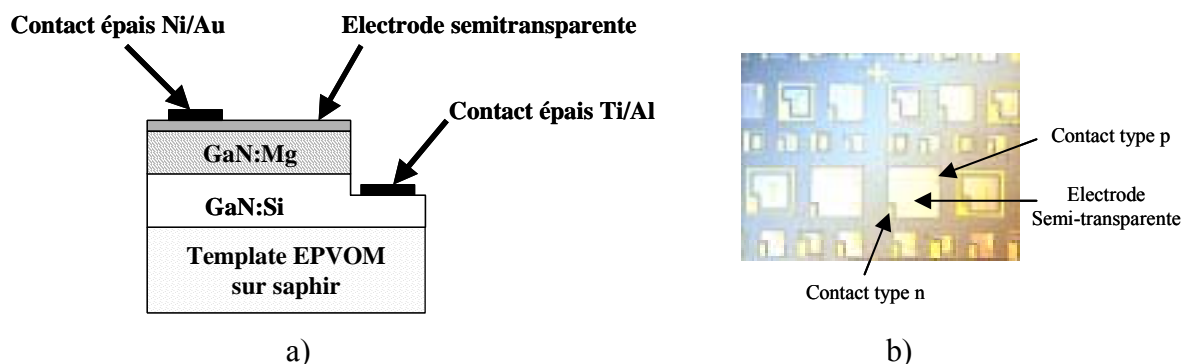 Contact épais Ni/Au
Electrode semitransparente
Contact épais Ti/Al
GaN:Mg
GaN:Si
Template EPVOM
sur saphir
a)
Contact type p
Electrode
Semi-transparente
Contact type n
b)